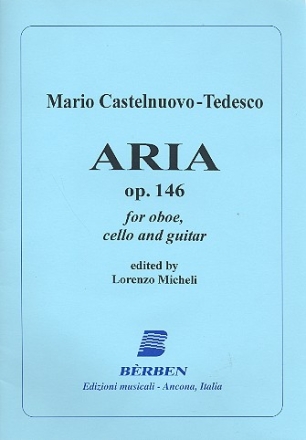 Mario Castelnuovo-Tedesco
ARIA
op. 146
for oboe,
cello and guitar
edited by
Lorenzo Micheli
BÈRBEN
Edizioni musicali - Ancona, Italia